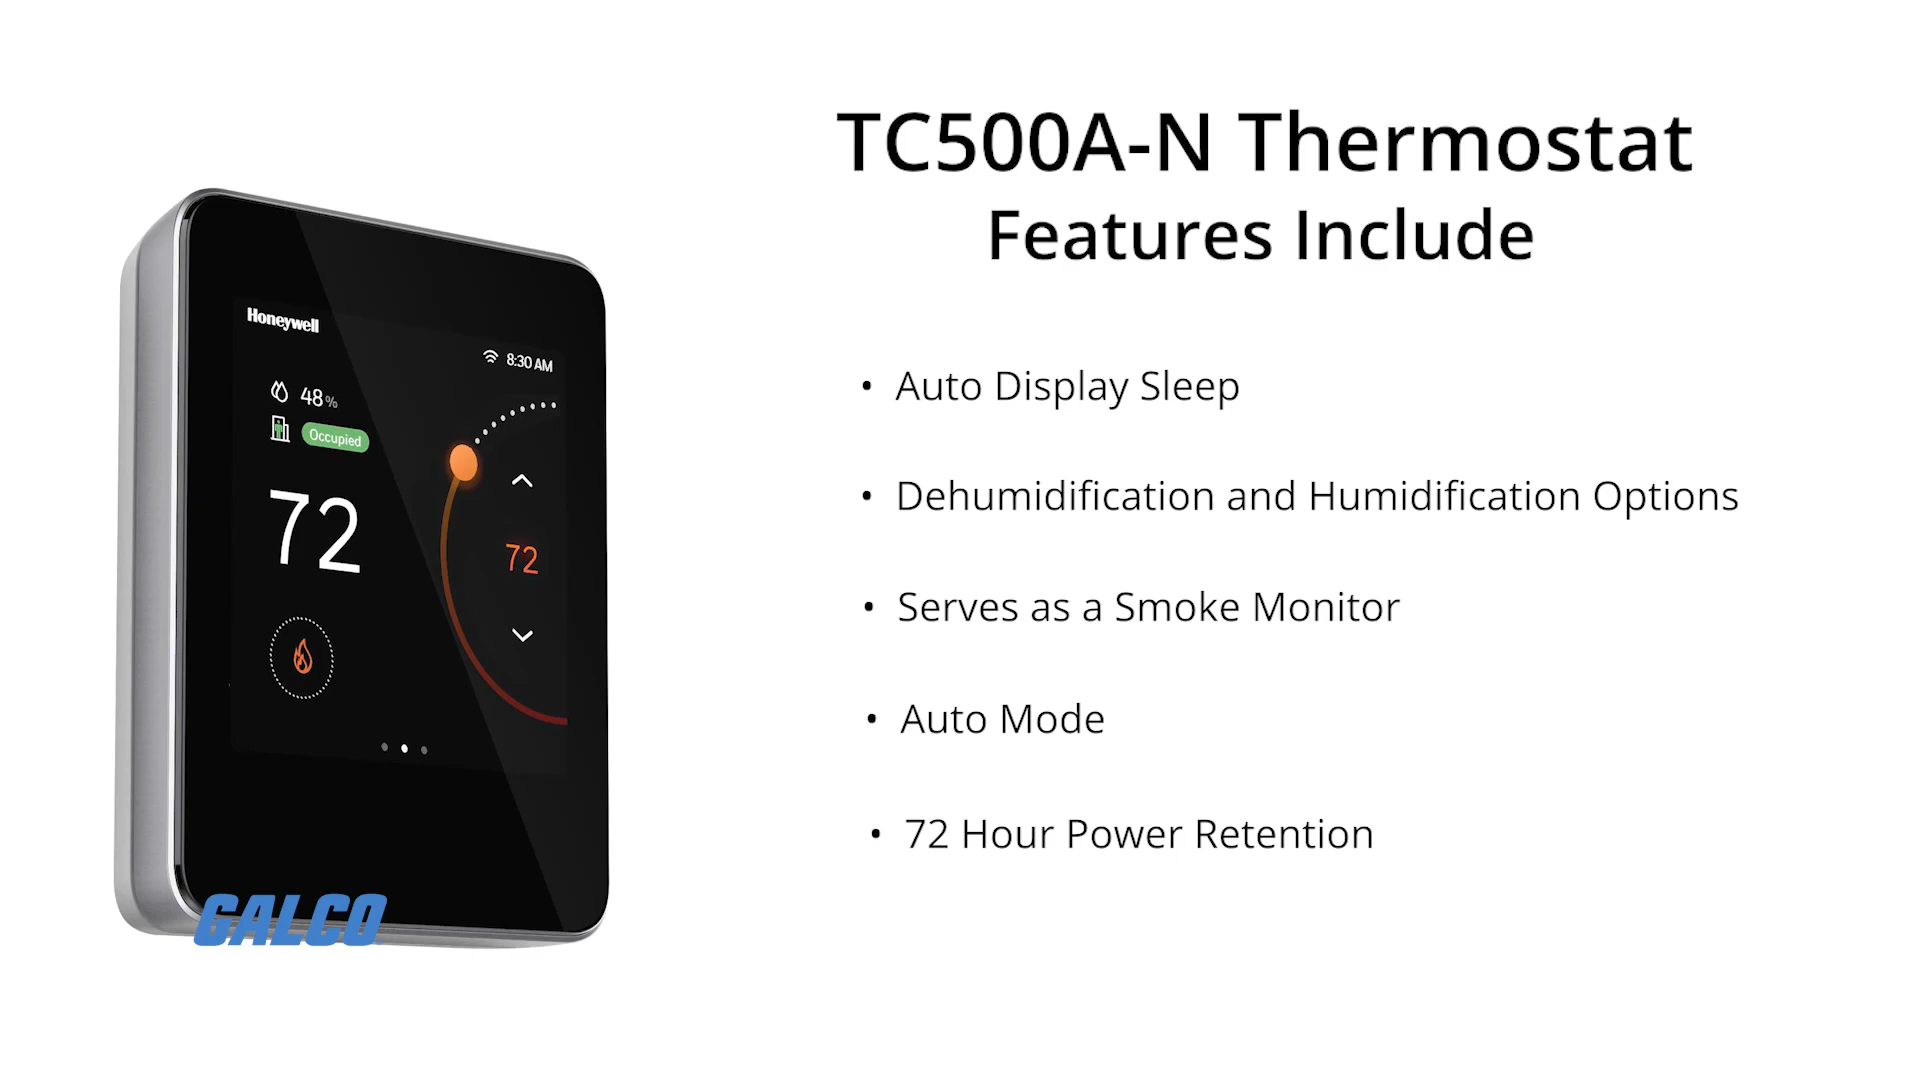 TC500A-N Thermostat
Features Include
Honeywell
8:30 AM
48%
Occupied
72
72
• Auto Display Sleep
• Dehumidification and Humidification Options
• Serves as a Smoke Monitor
• Auto Mode
• 72 Hour Power Retention
GALCO